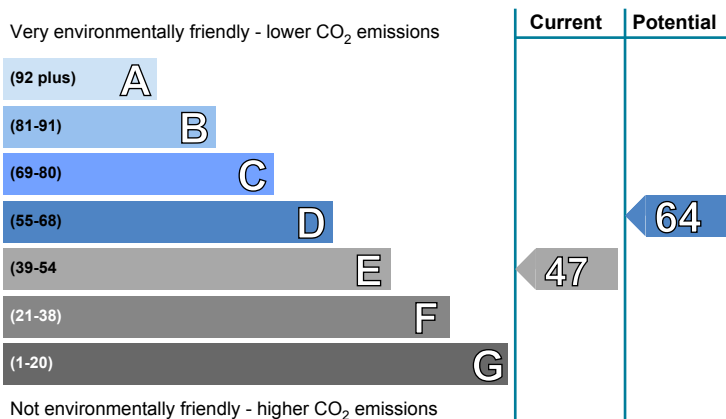 Current Potential
Very environmentally friendly - lower CO2 emissions
(92 plus) A
(81-91) B
(69-80) C
(55-68) D
64
(39-54 E
47
(21-38) F
(1-20) G
Not environmentally friendly - higher CO2 emissions